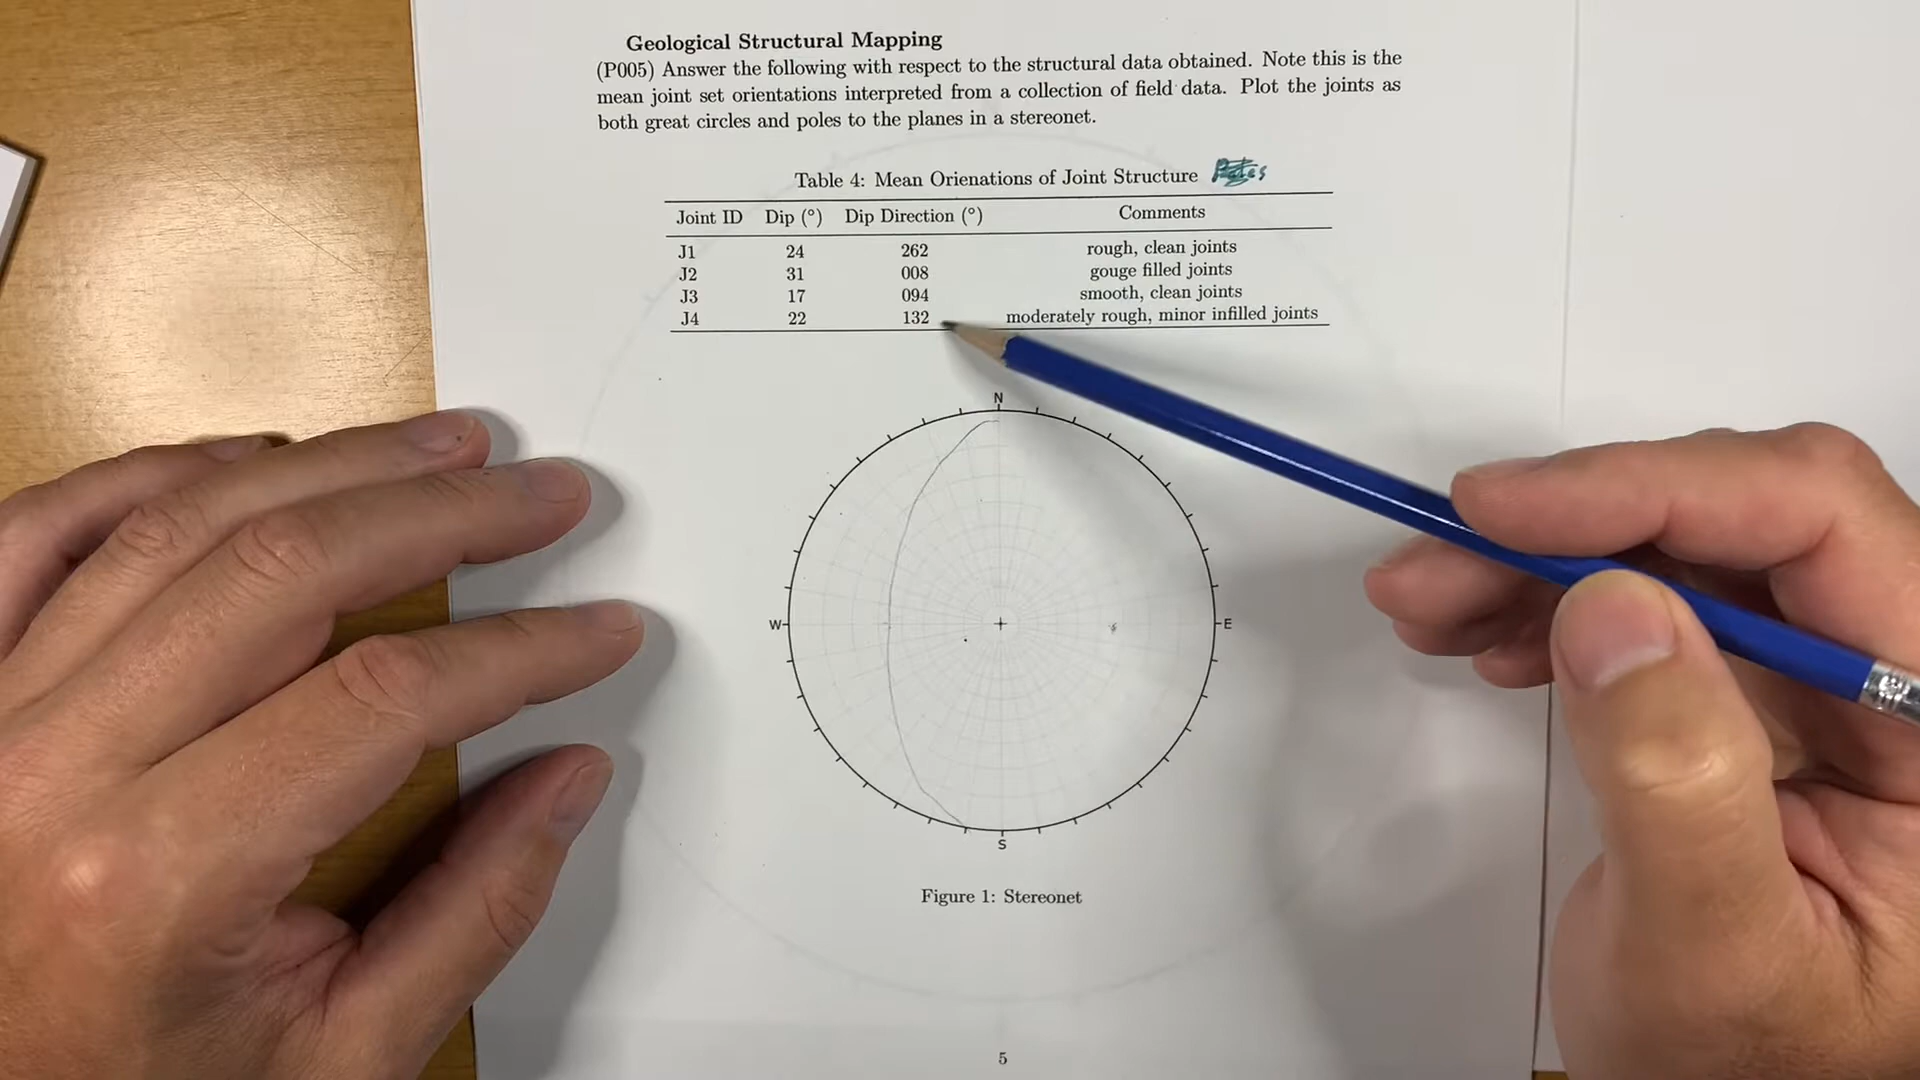 Geological Structural Mapping
(P005) Answer the following with respect to the structural data obtained. Note this is the
mean joint set orientations interpreted from a collection of field data. Plot the joints as
both great circles and poles to the planes in a stereonet.
Table 4: Mean Orienations of Joint Structure
Joint ID Dip (°) Dip Direction (°) Comments
J1 24 262 rough, clean joints
J2 31 008 gouge filled joints
J3 17 094 smooth, clean joints
J4 22 132 moderately rough, minor infilled joints
N
W E
S
Figure 1: Stereonet
5